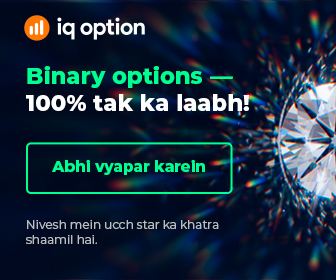 iq option
Binary options —
100% tak ka laabh!
Abhi vyapar karein
Nivesh mein ucch star ka khatra
shaamil hai.